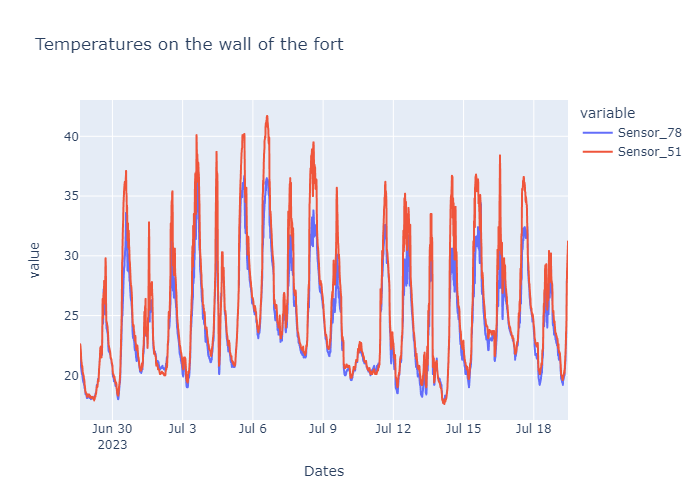 Temperatures on the wall of the fort
variable
Sensor_78
Sensor_51
value
40
35
30
25
20
Jun 30
2023
Jul 3
Jul 6
Jul 9
Jul 12
Jul 15
Jul 18
Dates